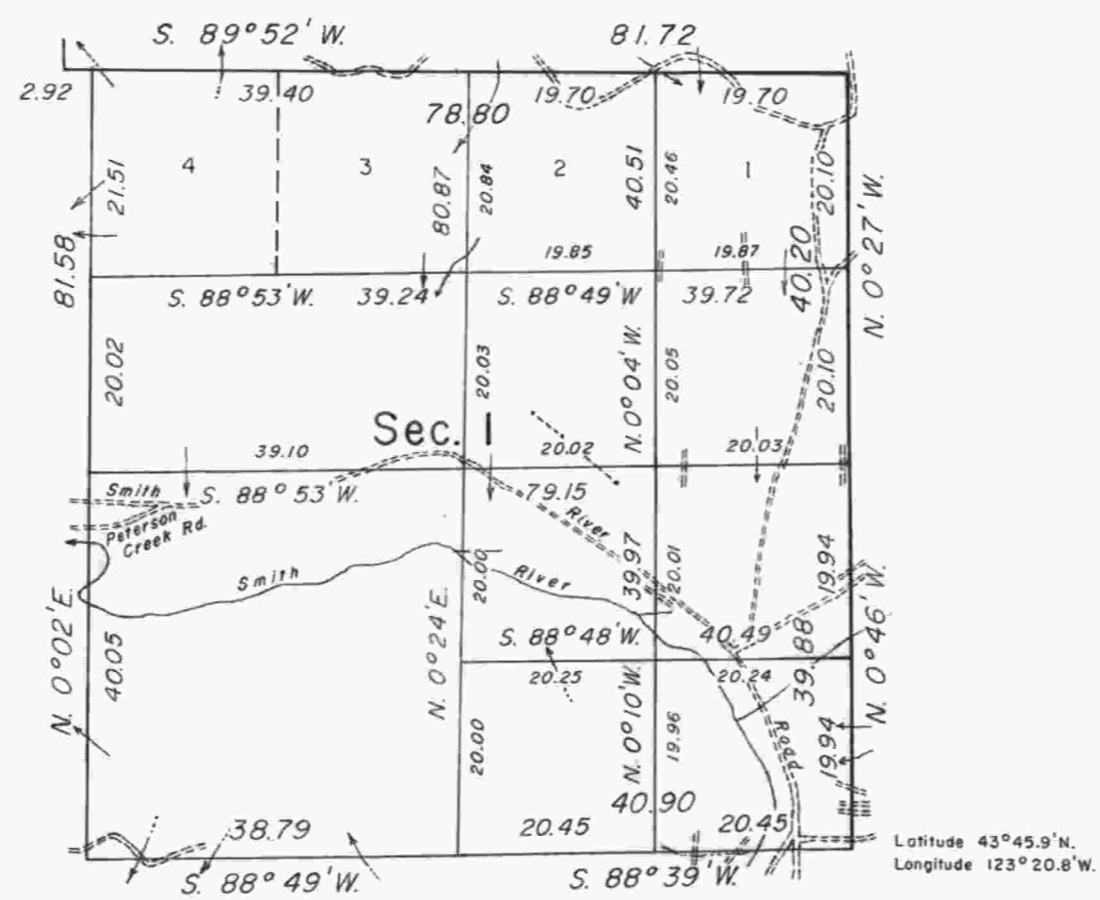 S. 89°52' W.
81.72
2.92
39.40
78.80
19.70
19.70
4
3
2
1
21.51
80.87
20.84
40.51
20.46
20.10
40.20
N. 0°27' W.
81.58
19.85
19.87
S. 88°53' W.
39.24
S. 88°49' W
39.72
20.02
20.03
N. 0°04' W.
20.05
20.10
Sec. 1
39.10
20.02
20.03
Smith
S. 88°53' W.
79.15
River
Peterson
Creek Rd.
Smith
River
20.00
39.97
20.01
19.94
N. 0°02' E.
40.05
N. 0°24' E.
S. 88°48' W.
40.49
39.88
N. 0°46' W.
20.25
20.24
20.00
N. 0°10' W.
19.96
Road
19.94
38.79
40.90
20.45
20.45
S. 88°49' W.
S. 88°39' W.
Latitude 43°45.9' N.
Longitude 123°20.8' W.